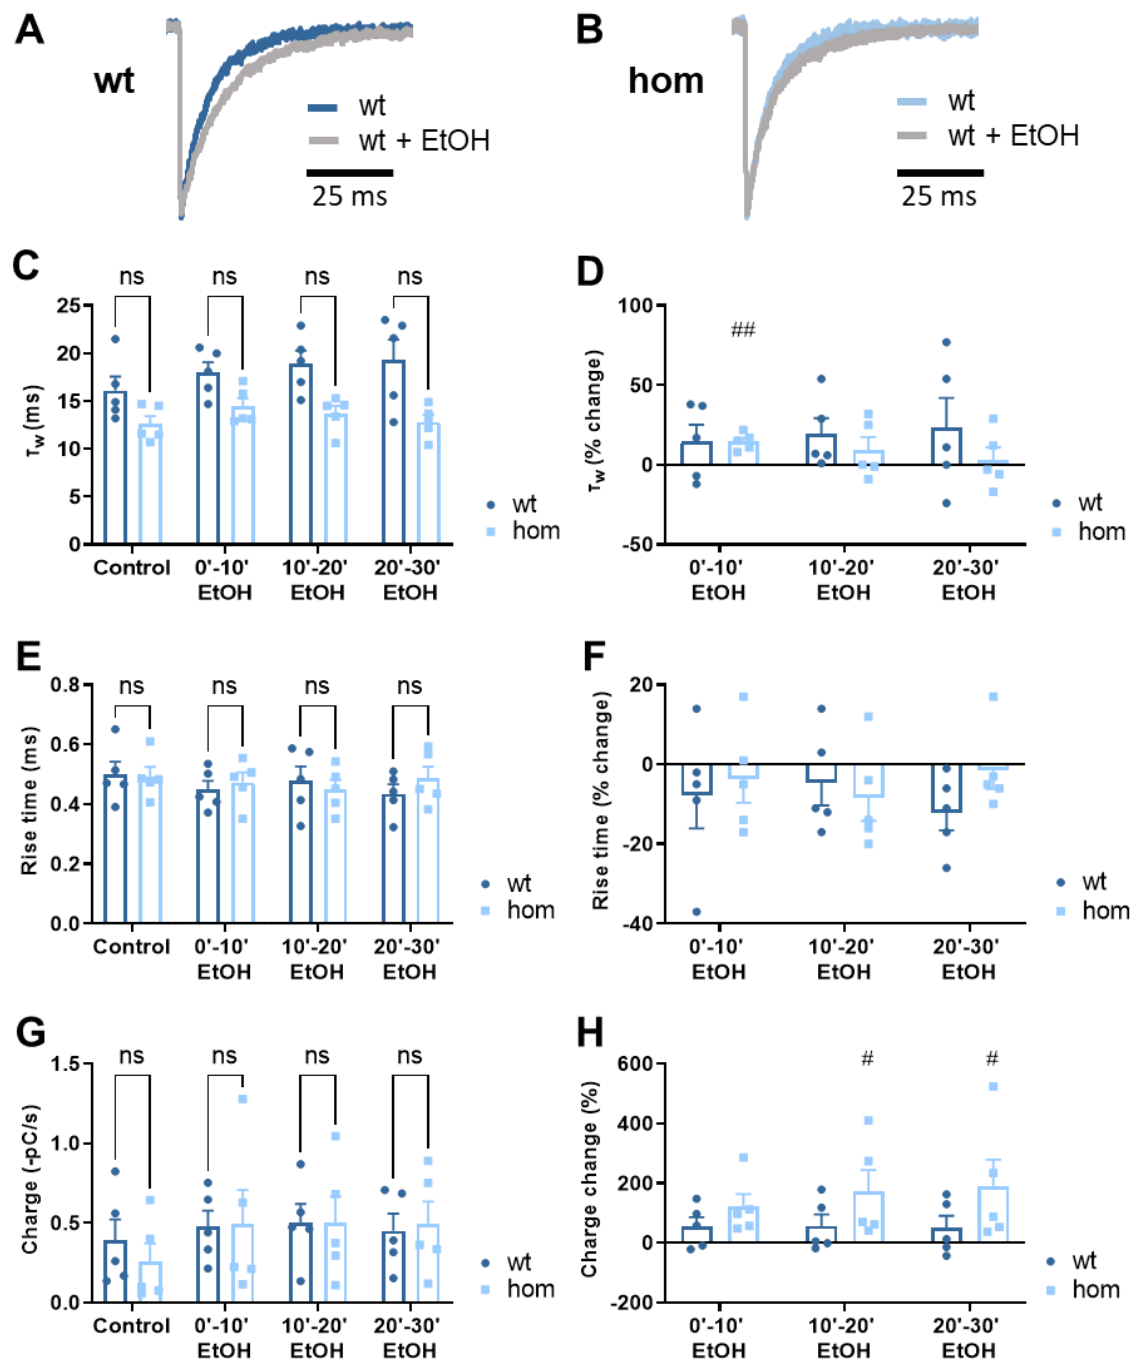 A
wt
wt
wt + EtOH
25 ms
B
hom
wt
wt + EtOH
25 ms
C
ns ns ns ns
τw (ms)
25
20
15
10
5
0
Control 0'-10' 10'-20' 20'-30'
EtOH EtOH EtOH
wt
hom
D
##
τw (% change)
100
50
0
-50
0'-10' 10'-20' 20'-30'
EtOH EtOH EtOH
wt
hom
E
ns ns ns ns
Rise time (ms)
0.8
0.6
0.4
0.2
0.0
Control 0'-10' 10'-20' 20'-30'
EtOH EtOH EtOH
wt
hom
F
Rise time (% change)
20
0
-20
-40
0'-10' 10'-20' 20'-30'
EtOH EtOH EtOH
wt
hom
G
ns ns ns ns
Charge (-pC/s)
1.5
1.0
0.5
0.0
Control 0'-10' 10'-20' 20'-30'
EtOH EtOH EtOH
wt
hom
H
# #
Charge change (%)
600
400
200
0
-200
0'-10' 10'-20' 20'-30'
EtOH EtOH EtOH
wt
hom